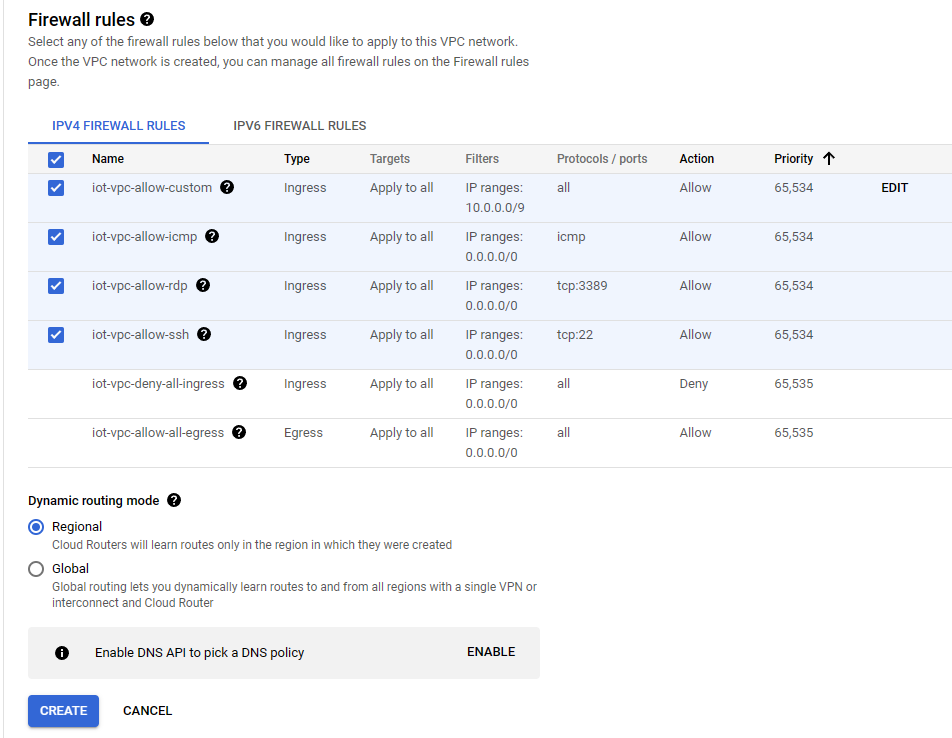 Firewall rules
Select any of the firewall rules below that you would like to apply to this VPC network.
Once the VPC network is created, you can manage all firewall rules on the Firewall rules
page.
IPV4 FIREWALL RULES IPV6 FIREWALL RULES
Name Type Targets Filters Protocols / ports Action Priority
iot-vpc-allow-custom Ingress Apply to all IP ranges: all Allow 65,534 EDIT
10.0.0.0/9
iot-vpc-allow-icmp Ingress Apply to all IP ranges: icmp Allow 65,534
0.0.0.0/0
iot-vpc-allow-rdp Ingress Apply to all IP ranges: tcp:3389 Allow 65,534
0.0.0.0/0
iot-vpc-allow-ssh Ingress Apply to all IP ranges: tcp:22 Allow 65,534
0.0.0.0/0
iot-vpc-deny-all-ingress Ingress Apply to all IP ranges: all Deny 65,535
0.0.0.0/0
iot-vpc-allow-all-egress Egress Apply to all IP ranges: all Allow 65,535
0.0.0.0/0
Dynamic routing mode
Regional
Cloud Routers will learn routes only in the region in which they were created
Global
Global routing lets you dynamically learn routes to and from all regions with a single VPN or
interconnect and Cloud Router
Enable DNS API to pick a DNS policy ENABLE
CREATE CANCEL